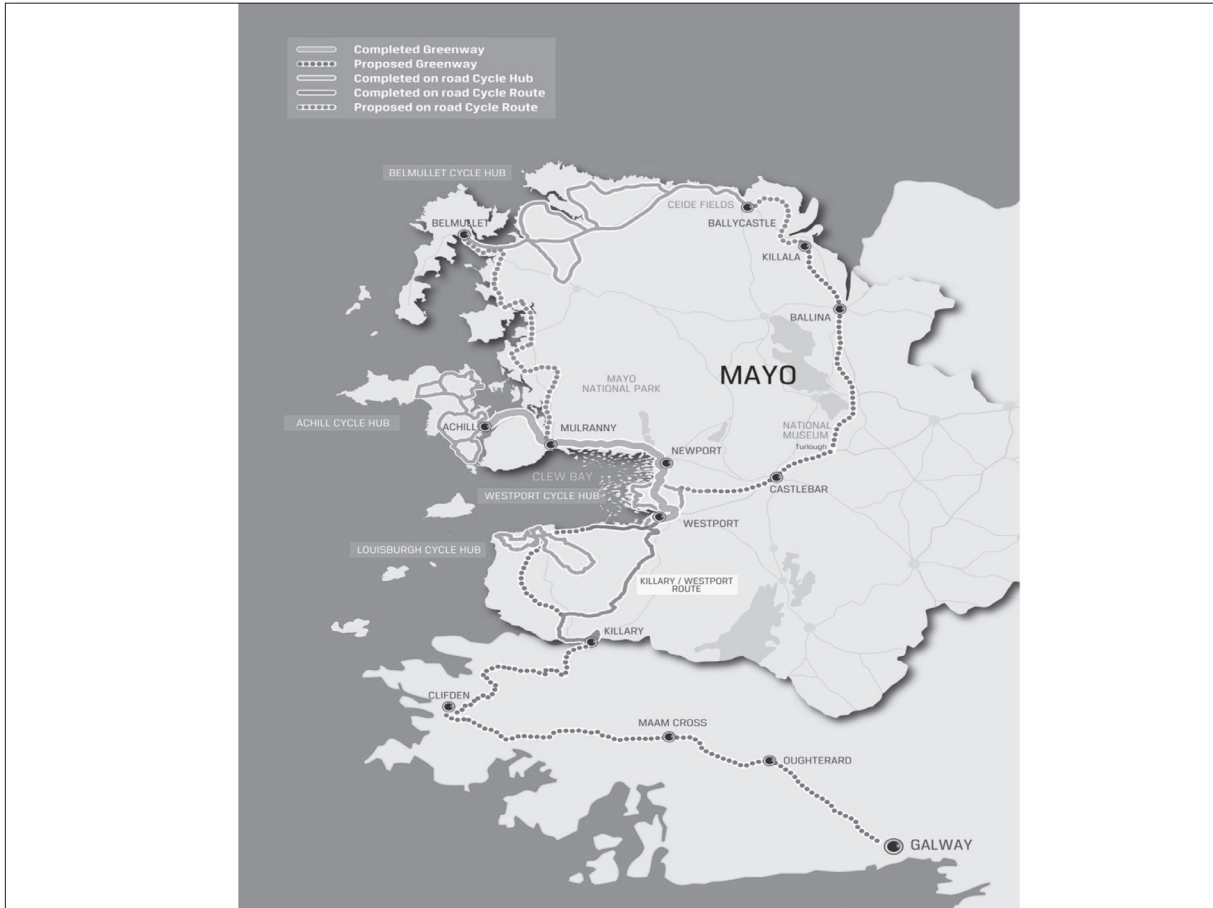 Completed Greenway
Proposed Greenway
Completed on road Cycle Hub
Completed on road Cycle Route
Proposed on road Cycle Route
BELMULLET CYCLE HUB
CEIDE FIELDS
BELMULLET
BALLYCASTLE
KILLALA
BALLINA
MAYO
MAYO
NATIONAL PARK
ACHILL CYCLE HUB
ACHILL
MULRANNY
NATIONAL
MUSEUM
Turlough
NEWPORT
CLEW BAY
CASTLEBAR
WESTPORT CYCLE HUB
WESTPORT
LOUISBURGH CYCLE HUB
KILLARY / WESTPORT
ROUTE
KILLARY
CLIFDEN
MAAM CROSS
OUGHTERARD
GALWAY